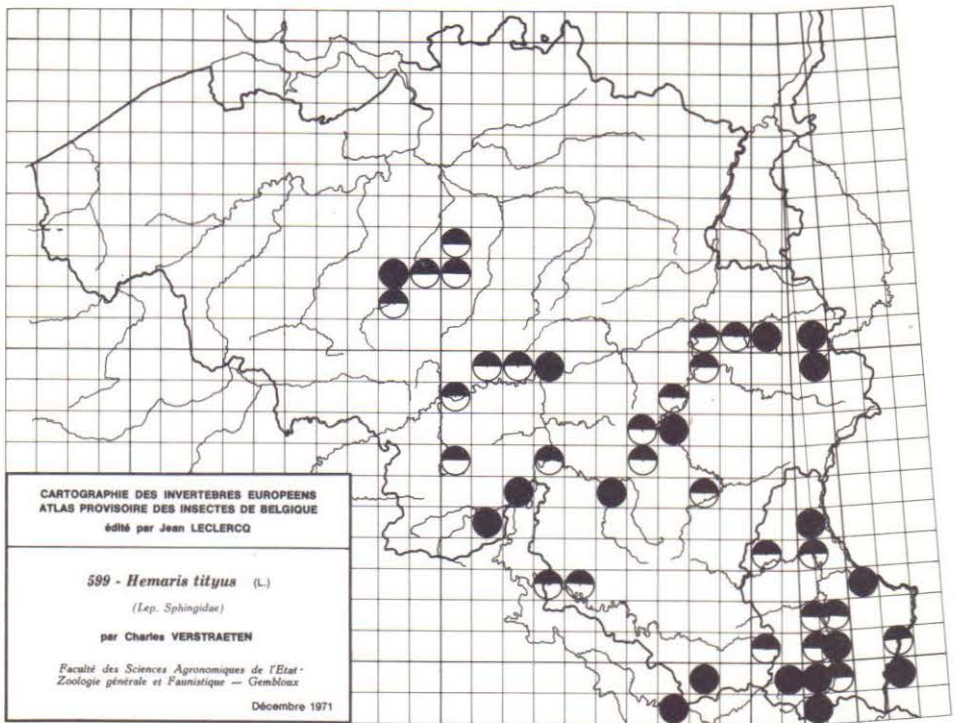 CARTOGRAPHIE DES INVERTEBRES EUROPEENS
ATLAS PROVISOIRE DES INSECTES DE BELGIQUE
édité par Jean LECLERCQ
599 - Hemaris tityus (L.)
(Lep. Sphingidae)
par Charles VERSTRAETEN
Faculté des Sciences Agronomiques de l'Etat -
Zoologie générale et Faunistique — Gembloux
Décembre 1971